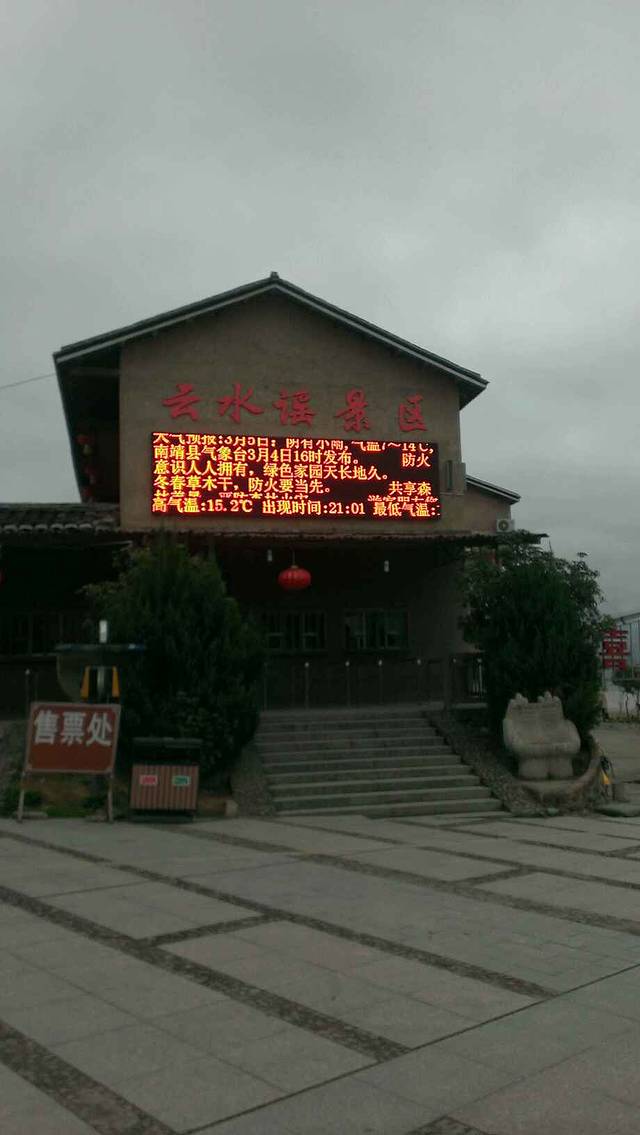 云水谣景区
天气预报:3月5日:阴有小雨,气温7~14℃,
南靖县气象台3月4日16时发布。 防火
意识人人拥有,绿色家园天长地久。
冬春草木干,防火要当先。 共享森
高气温:15.2℃ 出现时间:21:01 最低气温:
售票处